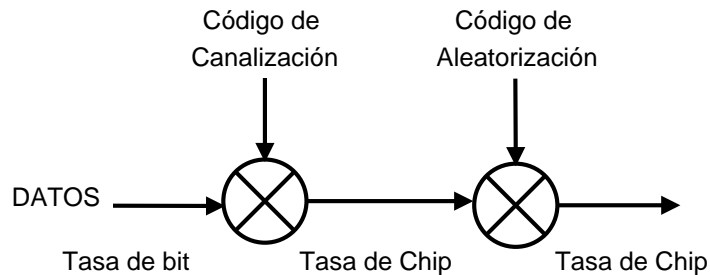 Código de
Canalización
Código de
Aleatorización
DATOS
Tasa de bit
Tasa de Chip
Tasa de Chip